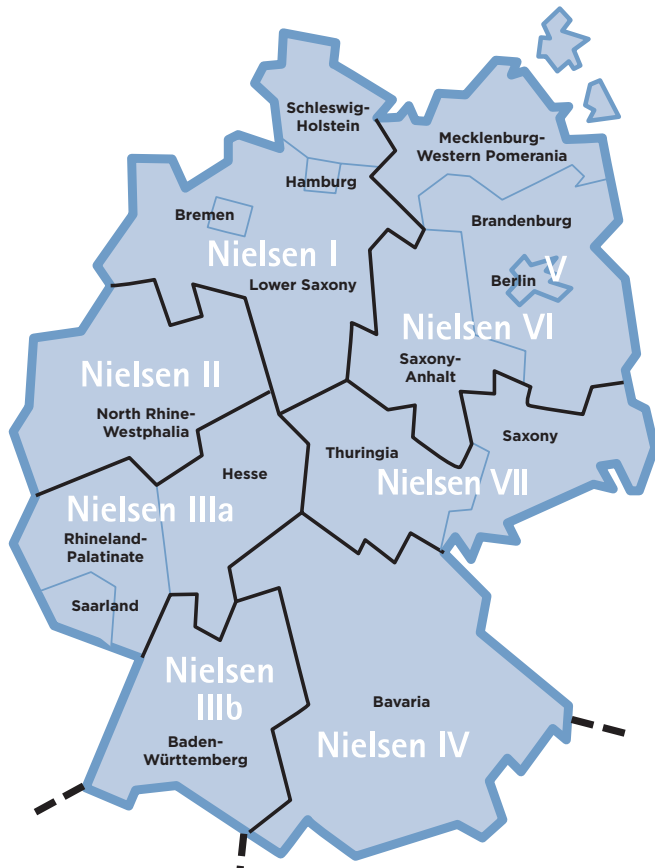 Schleswig-
Holstein
Mecklenburg-
Western Pomerania
Hamburg
Bremen
Brandenburg
Nielsen I
Lower Saxony
Berlin
V
Nielsen VI
Saxony-
Anhalt
Nielsen II
North Rhine-
Westphalia
Saxony
Thuringia
Hesse
Nielsen VII
Nielsen IIIa
Rhineland-
Palatinate
Saarland
Nielsen
IIIb
Bavaria
Nielsen IV
Baden-
Württemberg